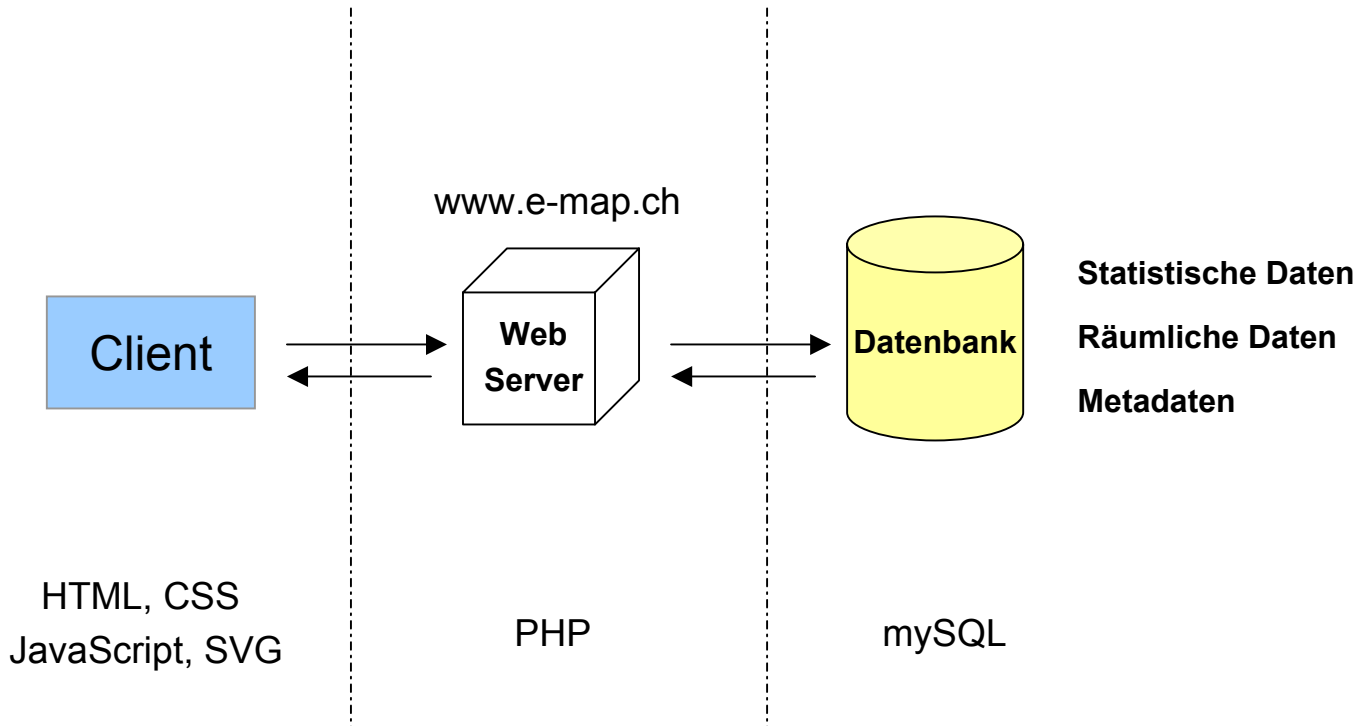 www.e-map.ch
Client
Web
Server
Datenbank
Statistische Daten
Räumliche Daten
Metadaten
HTML, CSS
JavaScript, SVG
PHP
mySQL